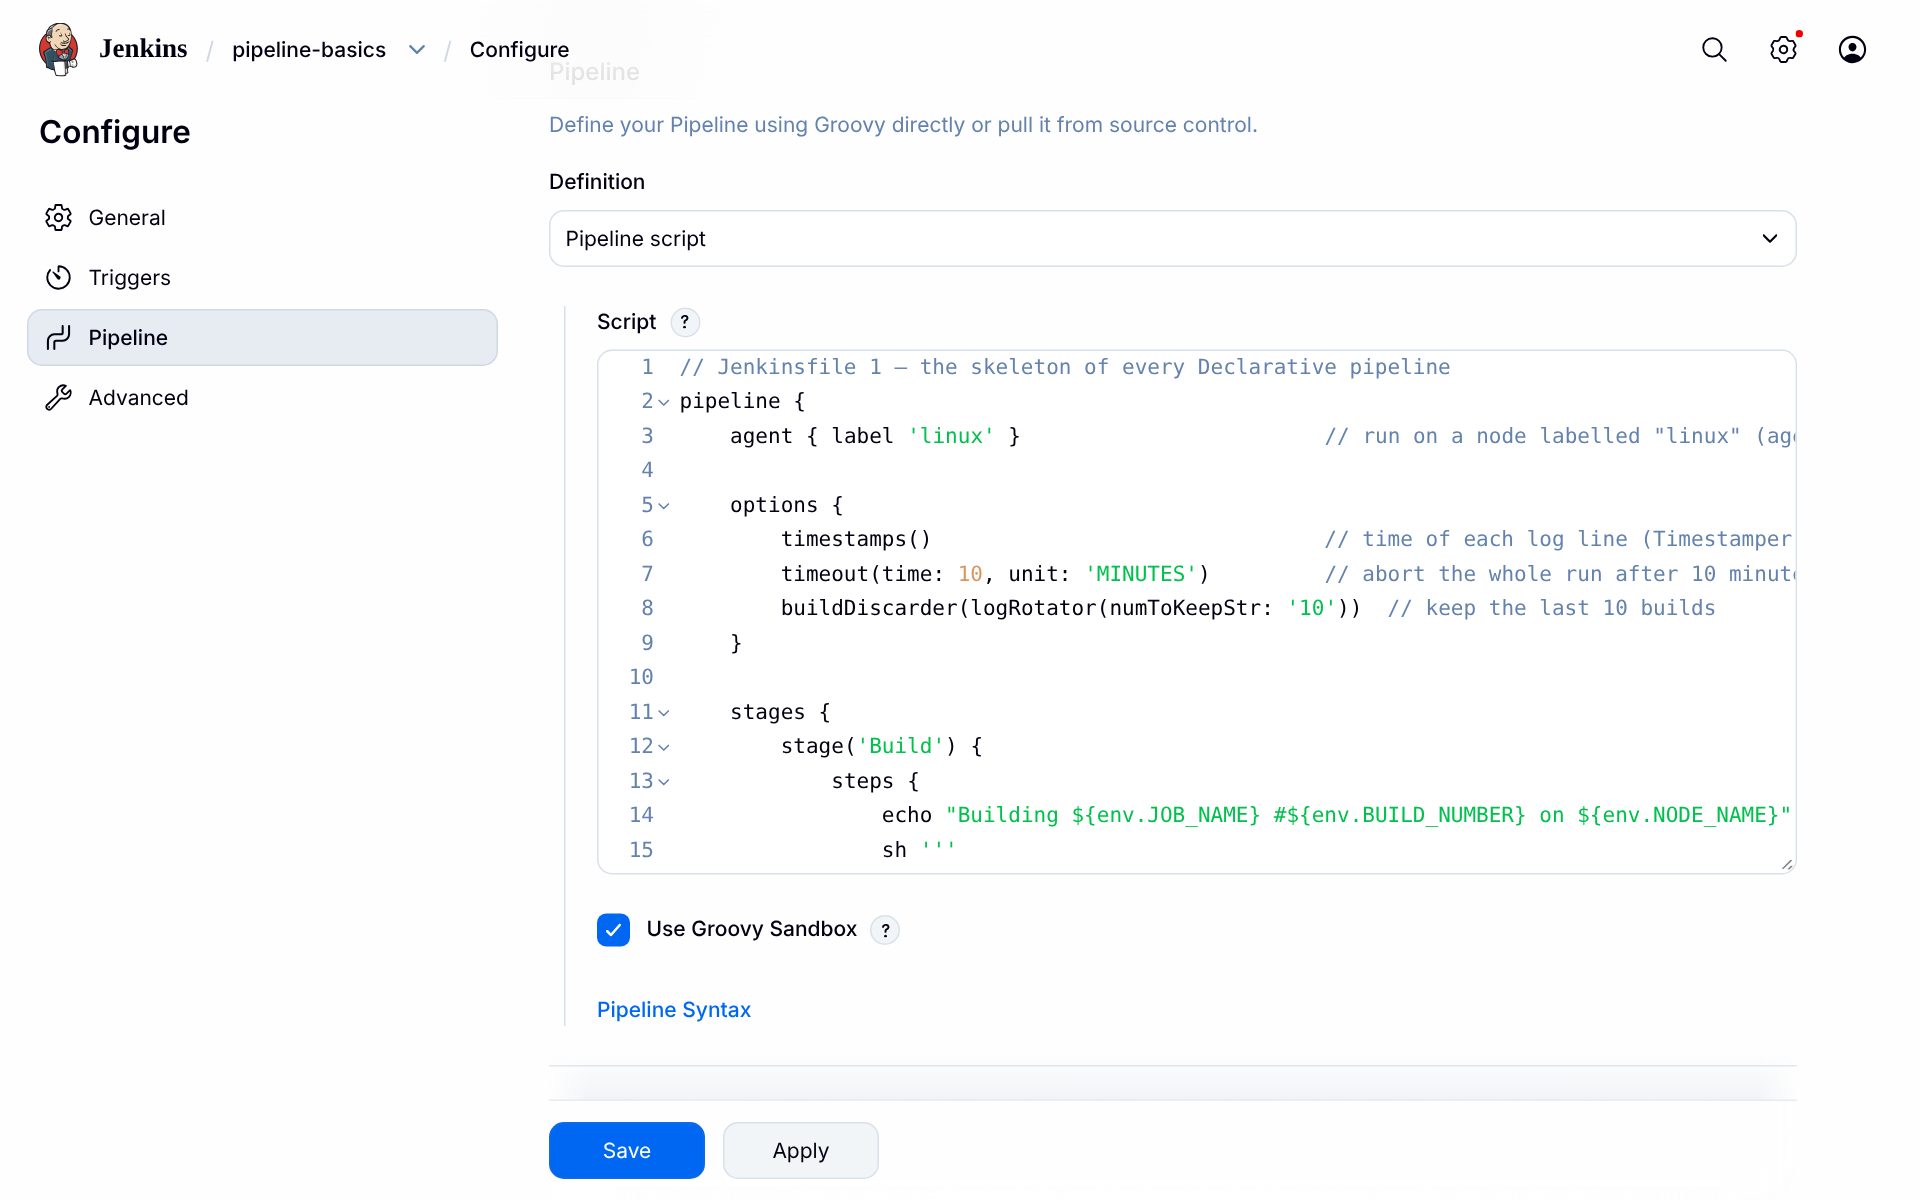 Jenkins / pipeline-basics / Configure
Pipeline
Configure
General
Triggers
Pipeline
Advanced
Define your Pipeline using Groovy directly or pull it from source control.
Definition
Pipeline script
Script ?
1 // Jenkinsfile 1 — the skeleton of every Declarative pipeline
2 pipeline {
3     agent { label 'linux' }                        // run on a node labelled "linux" (age
4
5     options {
6         timestamps()                               // time of each log line (Timestamper
7         timeout(time: 10, unit: 'MINUTES')         // abort the whole run after 10 minute
8         buildDiscarder(logRotator(numToKeepStr: '10'))  // keep the last 10 builds
9     }
10
11     stages {
12         stage('Build') {
13             steps {
14                 echo "Building ${env.JOB_NAME} #${env.BUILD_NUMBER} on ${env.NODE_NAME}"
15                 sh '''
Use Groovy Sandbox ?
Pipeline Syntax
Save
Apply